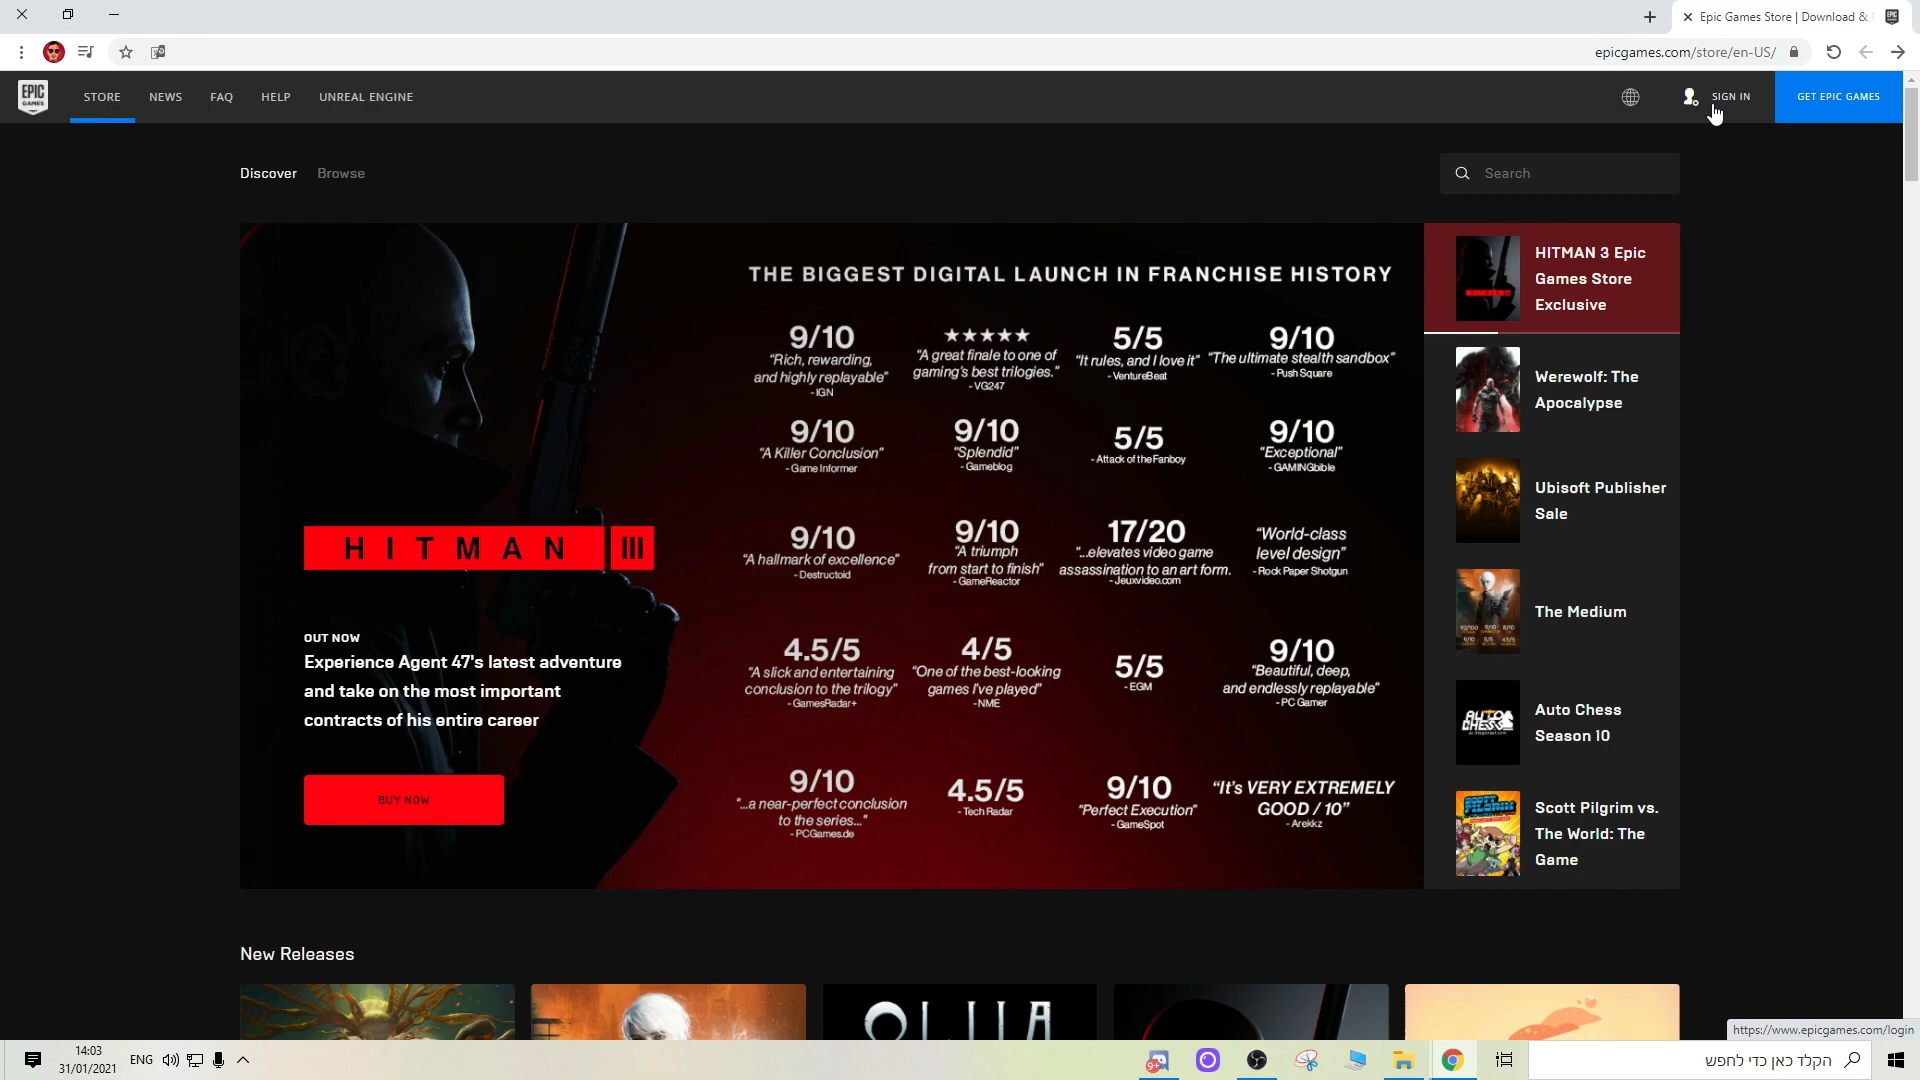 Epic Games Store | Download &
epicgames.com/store/en-US/
EPIC GAMES
STORE
NEWS
FAQ
HELP
UNREAL ENGINE
SIGN IN
GET EPIC GAMES
Discover
Browse
Search
THE BIGGEST DIGITAL LAUNCH IN FRANCHISE HISTORY
9/10
"Rich, rewarding,
and highly replayable"
- IGN
★★★★★
"A great finale to one of
gaming's best trilogies."
- VG247
5/5
"It rules, and I love it"
- VentureBeat
9/10
"The ultimate stealth sandbox"
- Push Square
9/10
"A Killer Conclusion"
- Game Informer
9/10
"Splendid"
- Gameblog
5/5
- Attack of the Fanboy
9/10
"Exceptional"
- GAMINGbible
9/10
"A hallmark of excellence"
- Destructoid
9/10
"A triumph
from start to finish"
- GameReactor
17/20
"...elevates video game
assassination to an art form.
- Jeuxvideo.com
"World-class
level design"
- Rock Paper Shotgun
4.5/5
"A slick and entertaining
conclusion to the trilogy"
- GamesRadar+
4/5
"One of the best-looking
games I've played"
- NME
5/5
- EGM
9/10
"Beautiful, deep,
and endlessly replayable"
- PC Gamer
9/10
"...a near-perfect conclusion
to the series..."
- PCGames.de
4.5/5
- Tech Radar
9/10
"Perfect Execution"
- GameSpot
"It's VERY EXTREMELY
GOOD / 10"
- Arekkz
HITMAN III
OUT NOW
Experience Agent 47's latest adventure
and take on the most important
contracts of his entire career
BUY NOW
HITMAN 3 Epic
Games Store
Exclusive
Werewolf: The
Apocalypse
Ubisoft Publisher
Sale
The Medium
Auto Chess
Season 10
Scott Pilgrim vs.
The World: The
Game
New Releases
OLIJA
https://www.epicgames.com/login
14:03
31/01/2021
ENG
9+
הקלד כאן כדי לחפש